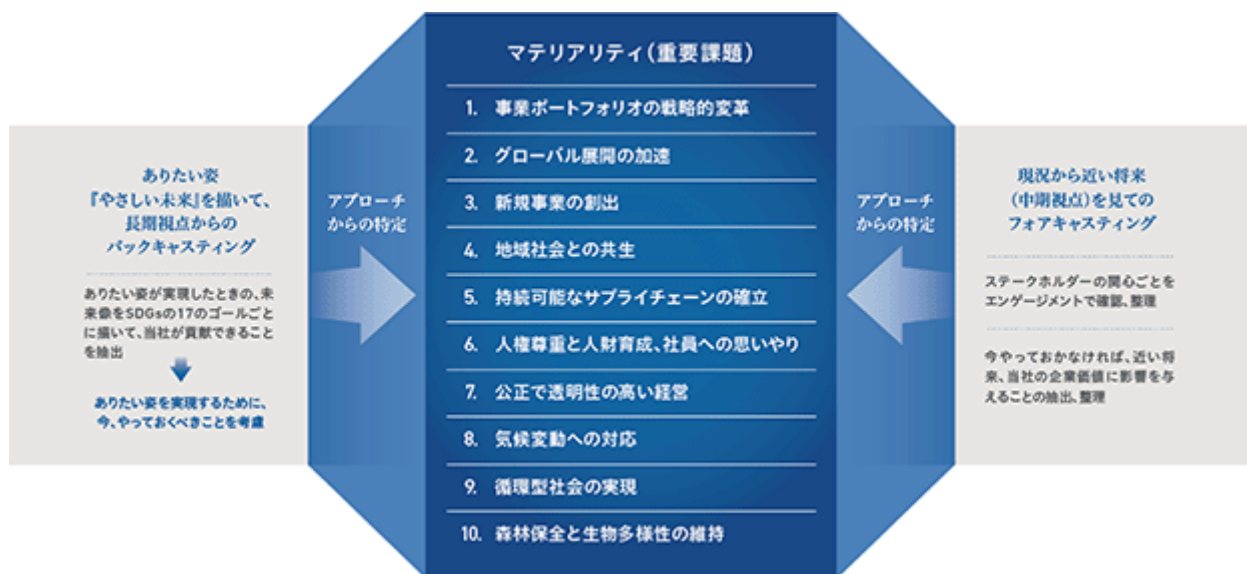 マテリアリティ(重要課題)
1. 事業ポートフォリオの戦略的変革
2. グローバル展開の加速
3. 新規事業の創出
4. 地域社会との共生
5. 持続可能なサプライチェーンの確立
6. 人権尊重と人財育成、社員への思いやり
7. 公正で透明性の高い経営
8. 気候変動への対応
9. 循環型社会の実現
10. 森林保全と生物多様性の維持
ありたい姿
『やさしい未来』を描いて、
長期視点からの
バックキャスティング
ありたい姿が実現したときの、未
来像をSDGsの17のゴールごと
に描いて、当社が貢献できること
を抽出
ありたい姿を実現するために、
今、やっておくべきことを考慮
アプローチ
からの特定
アプローチ
からの特定
現況から近い将来
(中期視点)を見ての
フォアキャスティング
ステークホルダーの関心ごとを
エンゲージメントで確認、整理
今やっておかなければ、近い将
来、当社の企業価値に影響を与
えることの抽出、整理